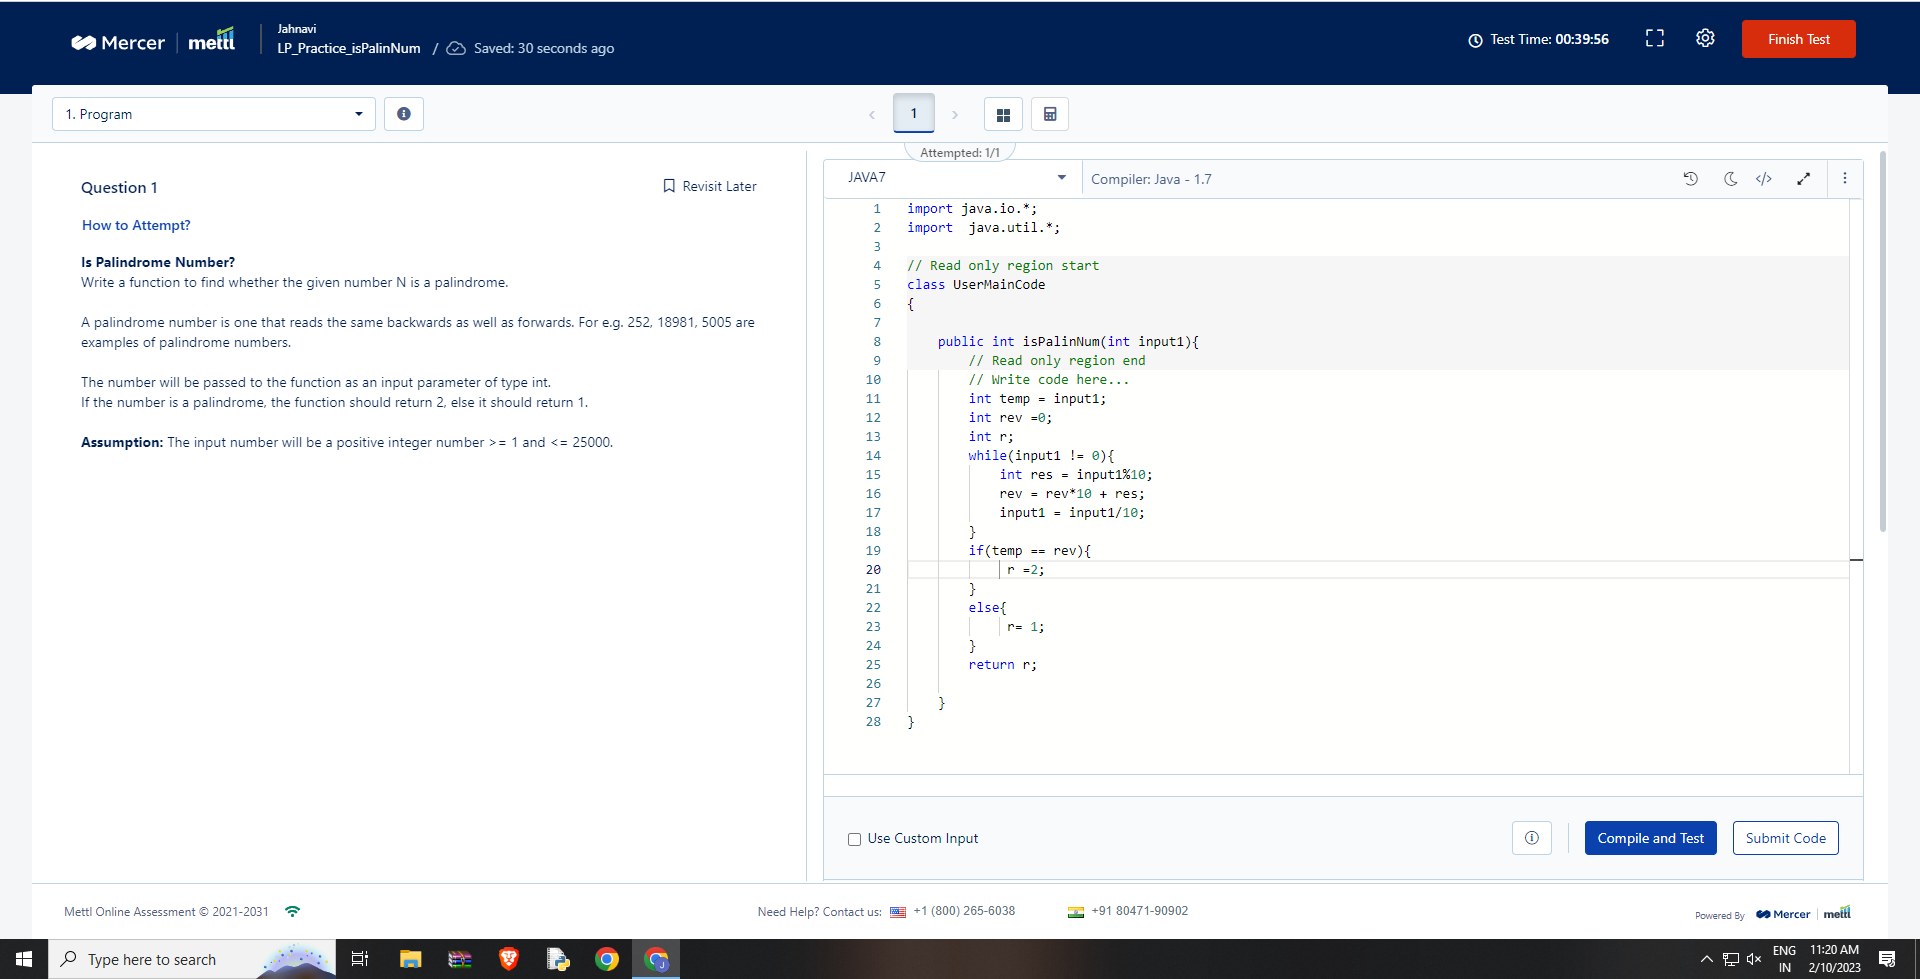 Mercer
mettl
Jahnavi
LP_Practice_isPalinNum / Saved: 30 seconds ago
Test Time: 00:39:56
Finish Test
1. Program
1
Attempted: 1/1
Question 1
Revisit Later
How to Attempt?
Is Palindrome Number?
Write a function to find whether the given number N is a palindrome.
A palindrome number is one that reads the same backwards as well as forwards. For e.g. 252, 18981, 5005 are
examples of palindrome numbers.
The number will be passed to the function as an input parameter of type int.
If the number is a palindrome, the function should return 2, else it should return 1.
Assumption: The input number will be a positive integer number >= 1 and <= 25000.
JAVA7
Compiler: Java - 1.7
1 import java.io.*;
2 import  java.util.*;
3
4 // Read only region start
5 class UserMainCode
6 {
7
8     public int isPalinNum(int input1){
9         // Read only region end
10         // Write code here...
11         int temp = input1;
12         int rev =0;
13         int r;
14         while(input1 != 0){
15             int res = input1%10;
16             rev = rev*10 + res;
17             input1 = input1/10;
18         }
19         if(temp == rev){
20              r =2;
21         }
22         else{
23              r= 1;
24         }
25         return r;
26
27     }
28 }
Use Custom Input
Compile and Test
Submit Code
Mettl Online Assessment © 2021-2031
Need Help? Contact us: +1 (800) 265-6038
+91 80471-90902
Powered By Mercer mettl
Type here to search
ENG
IN
11:20 AM
2/10/2023